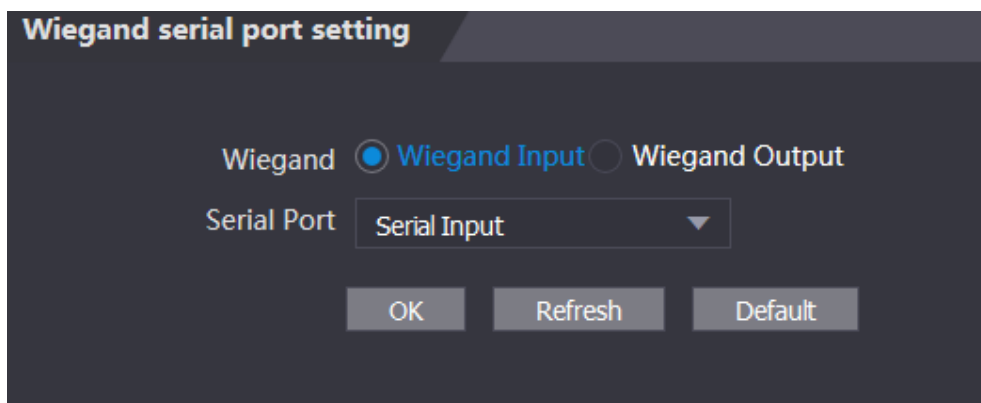 Wiegand serial port setting
Wiegand Wiegand Input Wiegand Output
Serial Port Serial Input
OK Refresh Default